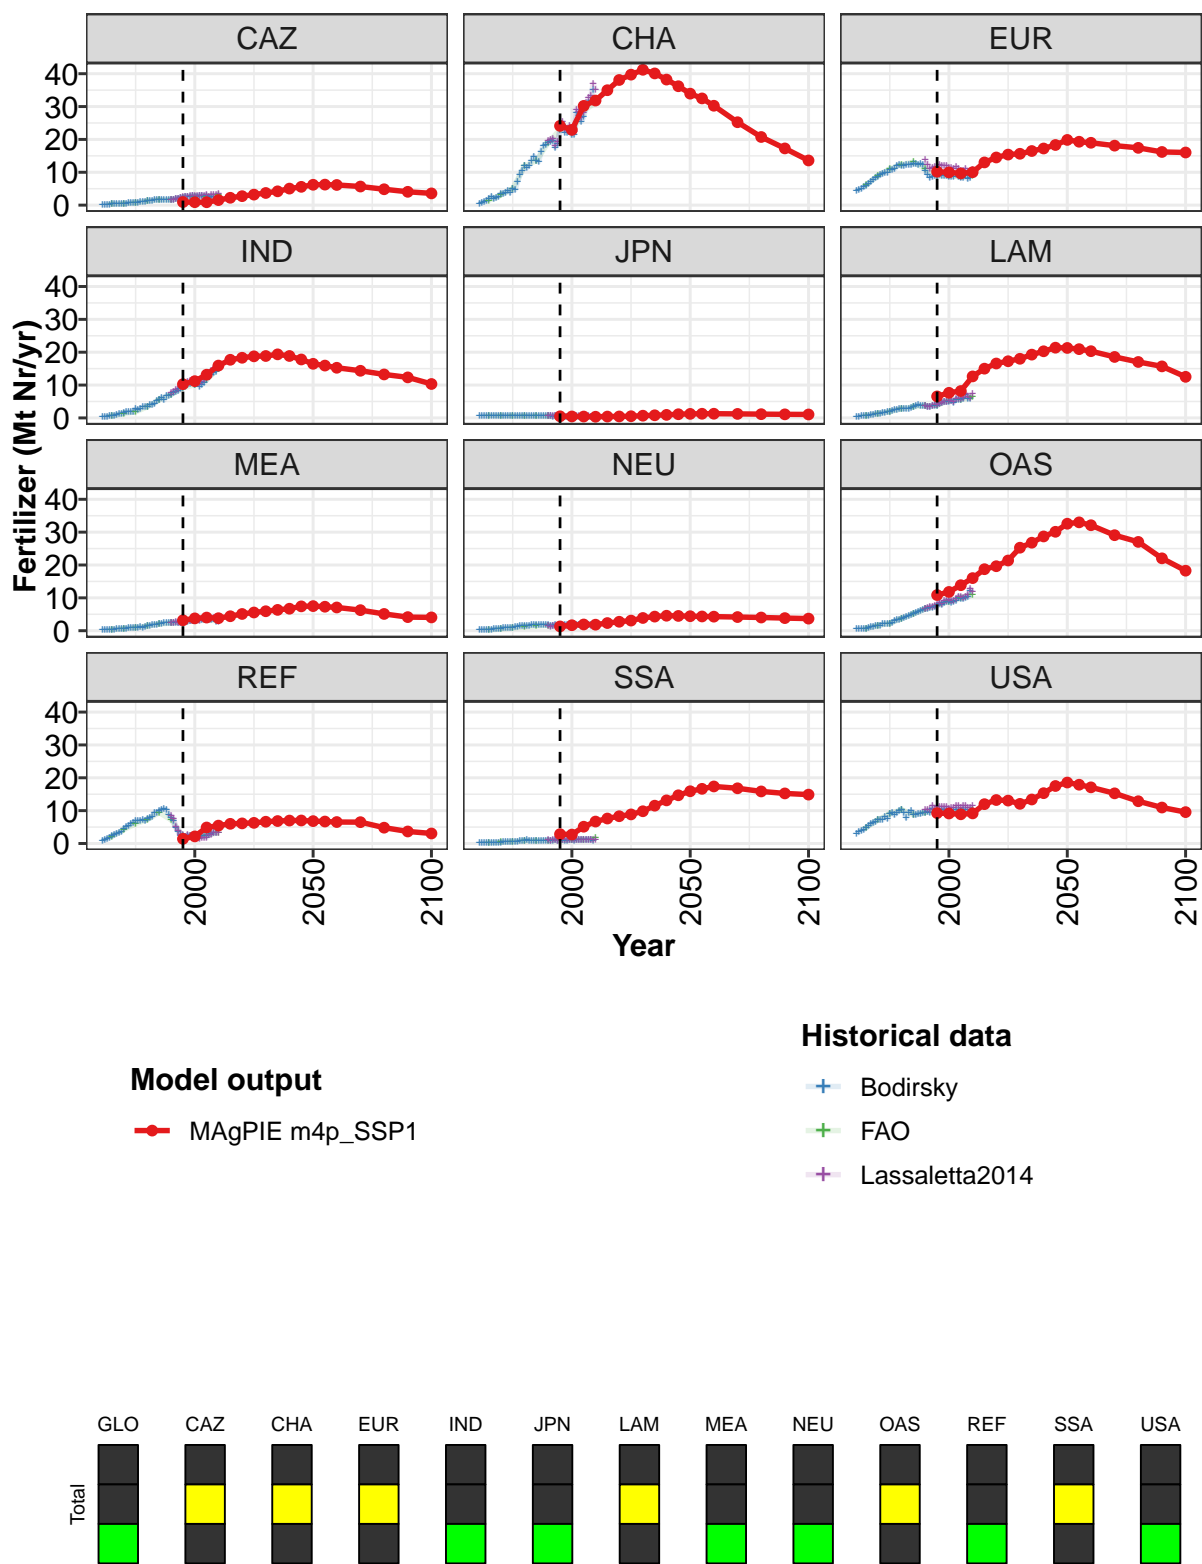 CAZ CHA EUR
40
30
20
10
0
IND JPN LAM
40
30
20
10
0
MEA NEU OAS
40
30
20
10
0
REF SSA USA
40
30
20
10
0
Fertilizer (Mt Nr/yr)
2000 2050 2100 2000 2050 2100 2000 2050 2100
Year
Model output
MAgPIE m4p_SSP1
Historical data
Bodirsky
FAO
Lassaletta2014
GLO CAZ CHA EUR IND JPN LAM MEA NEU OAS REF SSA USA
Total